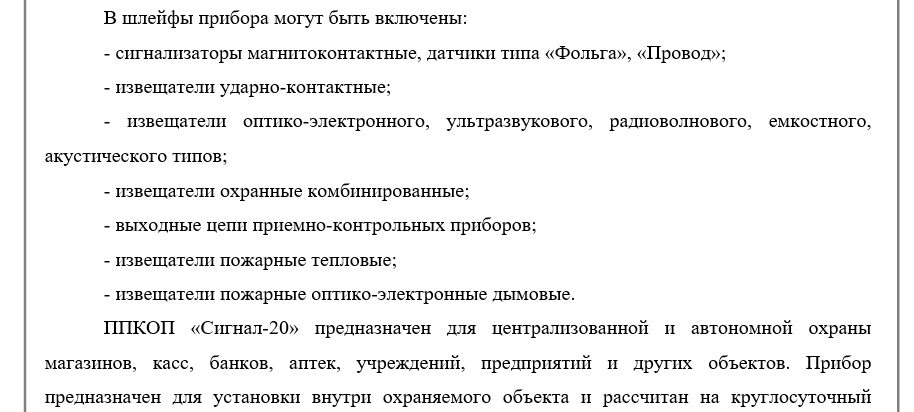 В шлейфы прибора могут быть включены:
- сигнализаторы магнитоконтактные, датчики типа «Фольга», «Провод»;
- извещатели ударно-контактные;
- извещатели оптико-электронного, ультразвукового, радиоволнового, емкостного,
акустического типов;
- извещатели охранные комбинированные;
- выходные цепи приемно-контрольных приборов;
- извещатели пожарные тепловые;
- извещатели пожарные оптико-электронные дымовые.
ППКОП «Сигнал-20» предназначен для централизованной и автономной охраны
магазинов, касс, банков, аптек, учреждений, предприятий и других объектов. Прибор
предназначен для установки внутри охраняемого объекта и рассчитан на круглосуточный